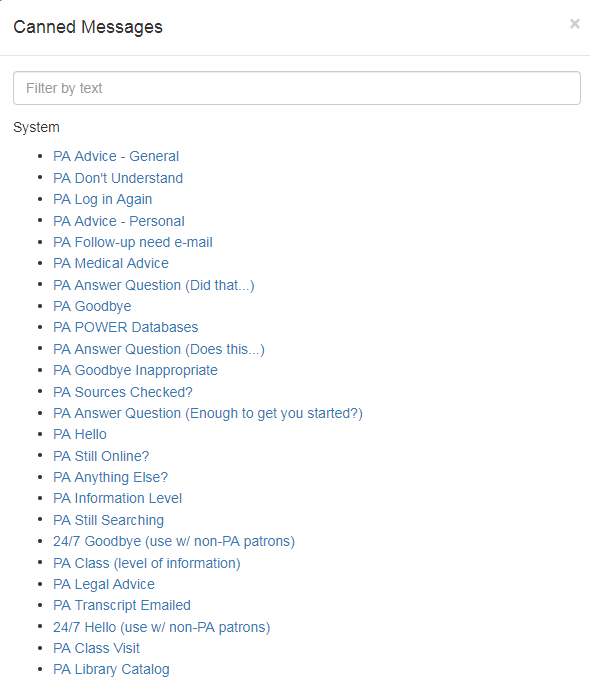 Canned Messages
×
Filter by text
System
PA Advice - General
PA Don't Understand
PA Log in Again
PA Advice - Personal
PA Follow-up need e-mail
PA Medical Advice
PA Answer Question (Did that...)
PA Goodbye
PA POWER Databases
PA Answer Question (Does this...)
PA Goodbye Inappropriate
PA Sources Checked?
PA Answer Question (Enough to get you started?)
PA Hello
PA Still Online?
PA Anything Else?
PA Information Level
PA Still Searching
24/7 Goodbye (use w/ non-PA patrons)
PA Class (level of information)
PA Legal Advice
PA Transcript Emailed
24/7 Hello (use w/ non-PA patrons)
PA Class Visit
PA Library Catalog